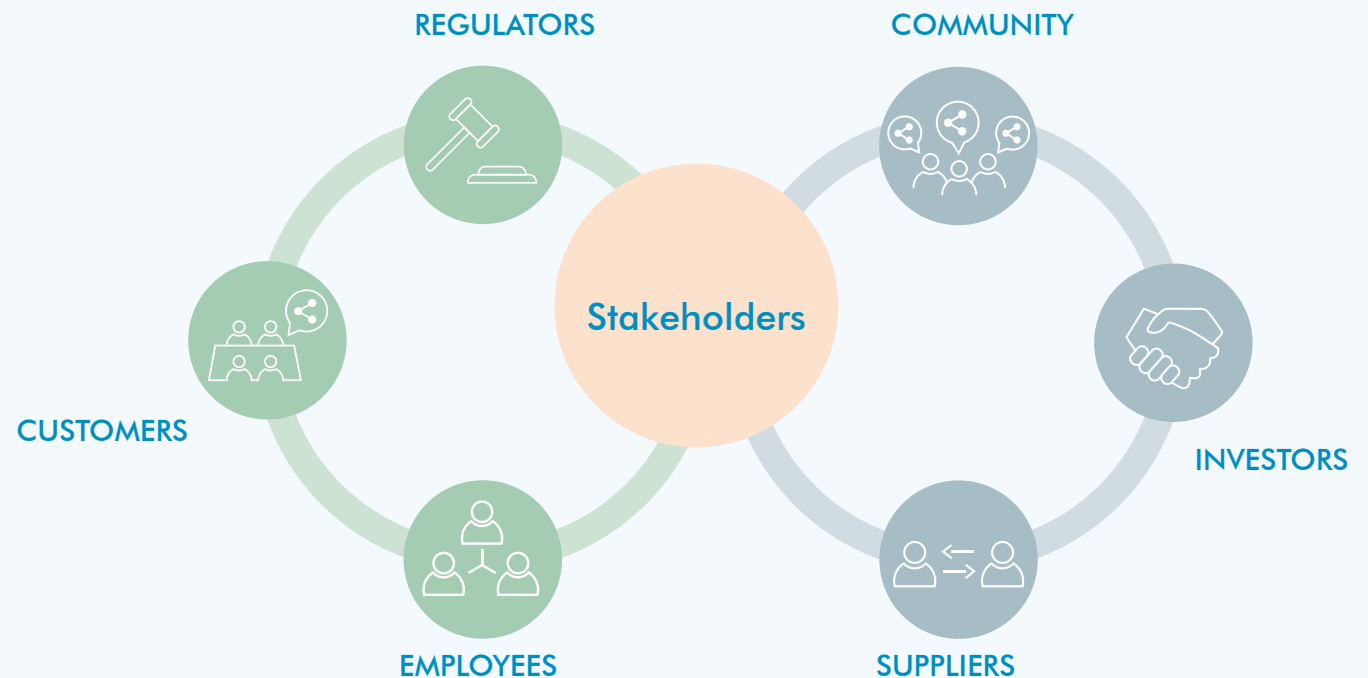 REGULATORS
COMMUNITY
Stakeholders
CUSTOMERS
INVESTORS
EMPLOYEES
SUPPLIERS